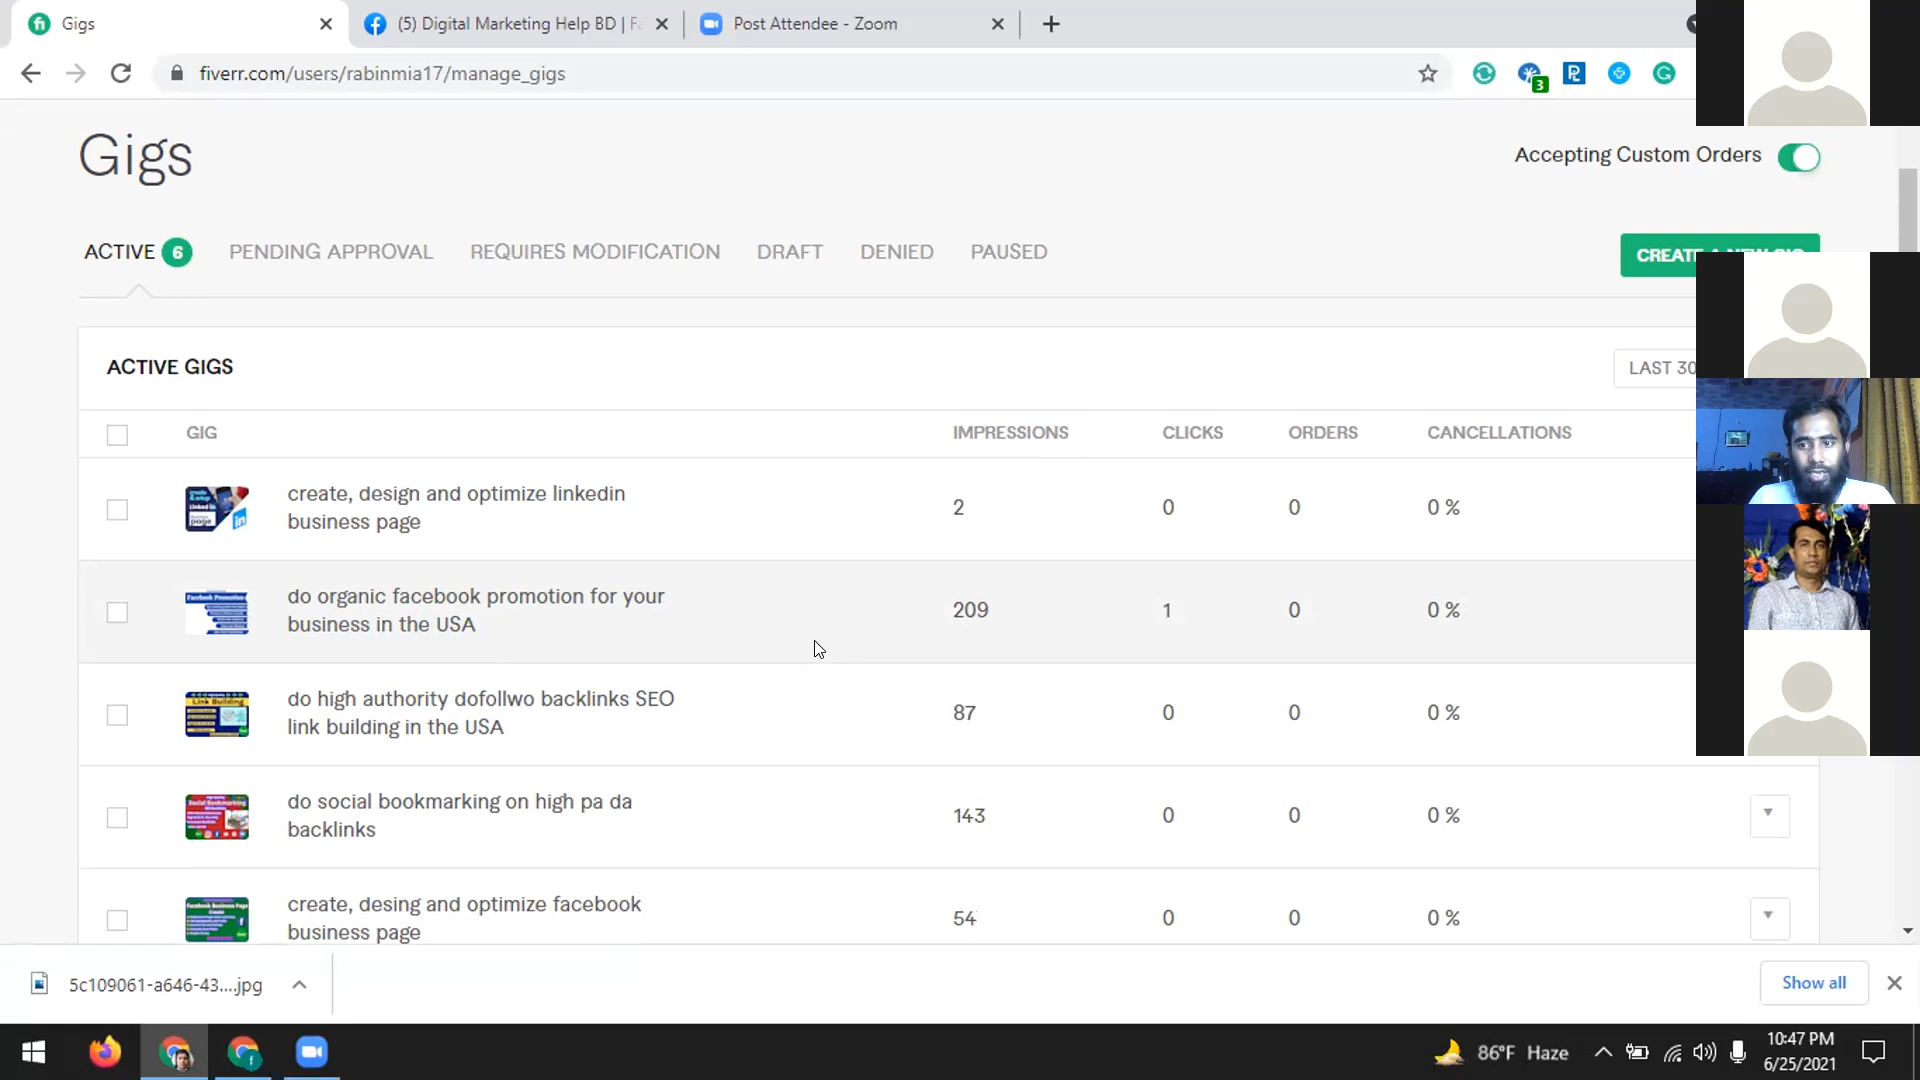 Gigs
(5) Digital Marketing Help BD | Fa
Post Attendee - Zoom
fiverr.com/users/rabinmia17/manage_gigs
3
Gigs
Accepting Custom Orders
ACTIVE 6
PENDING APPROVAL
REQUIRES MODIFICATION
DRAFT
DENIED
PAUSED
CREATE A NEW GIG
ACTIVE GIGS
LAST 30
GIG IMPRESSIONS CLICKS ORDERS CANCELLATIONS
create, design and optimize linkedin
business page
2 0 0 0 %
do organic facebook promotion for your
business in the USA
209 1 0 0 %
do high authority dofollwo backlinks SEO
link building in the USA
87 0 0 0 %
do social bookmarking on high pa da
backlinks
143 0 0 0 %
create, desing and optimize facebook
business page
54 0 0 0 %
5c109061-a646-43....jpg
Show all
86°F Haze
10:47 PM
6/25/2021